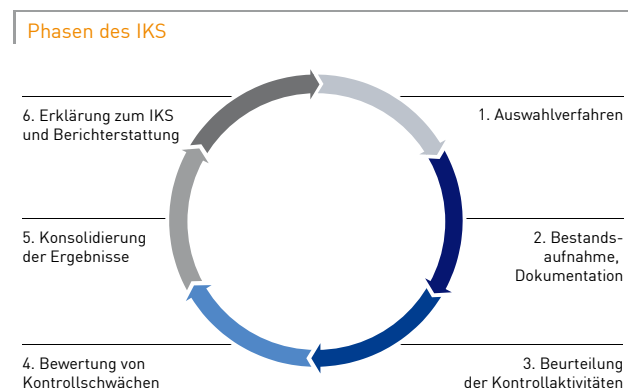 Phasen des IKS
1. Auswahlverfahren
2. Bestands-
aufnahme,
Dokumentation
3. Beurteilung
der Kontrollaktivitäten
4. Bewertung von
Kontrollschwächen
5. Konsolidierung
der Ergebnisse
6. Erklärung zum IKS
und Berichterstattung